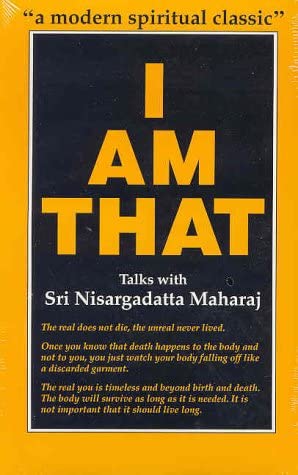 "a modern spiritual classic"
I
AM
THAT
Talks with
Sri Nisargadatta Maharaj
The real does not die, the unreal never lived.
Once you know that death happens to the body and
not to you, you just watch your body falling off like
a discarded garment.
The real you is timeless and beyond birth and death.
The body will survive as long as it is needed. It is
not important that it should live long.